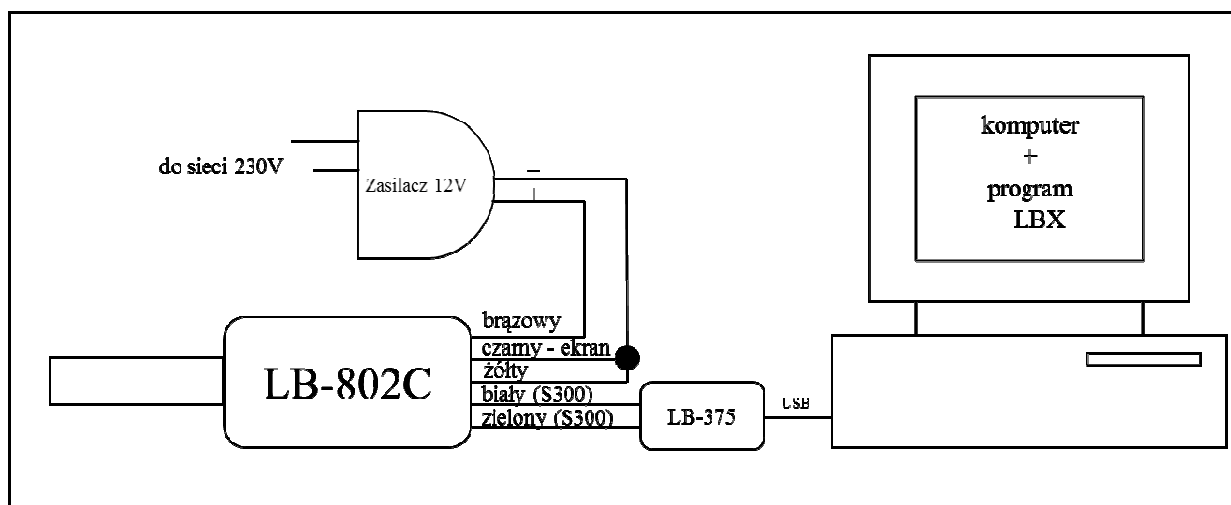 do sieci 230V
Zasilacz 12V
−
+
komputer
+
program
LBX
LB-802C
brązowy
czarny - ekran
żółty
biały (S300)
zielony (S300)
LB-375
USB